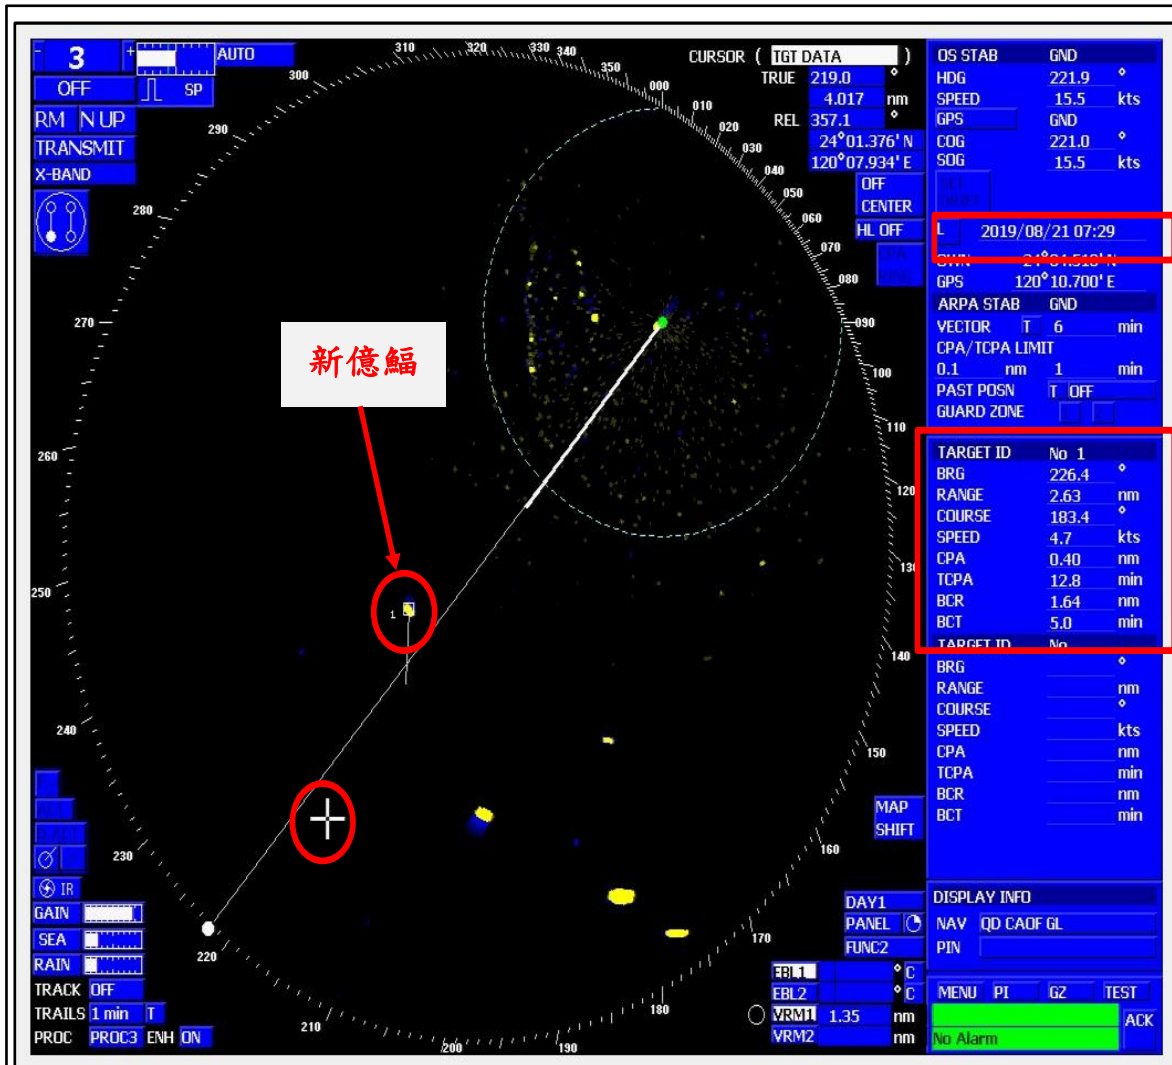 - 3 +
AUTO
OFF
SP
RM N UP
TRANSMIT
X-BAND
CURSOR ( TGT DATA )
TRUE 219.0 °
4.017 nm
REL 357.1 °
24°01.376' N
120°07.934' E
OFF
CENTER
HL OFF
310 320 330 340 350 000 010 020 030 040 050 060 070 080 090 100 110 120 130 140 150 160 170 180 190 200 210 220 230 240 250 260 270 280 290 300
新億鯿
1
IR
GAIN
SEA
RAIN
TRACK OFF
TRAILS 1 min T
PROC PROC3 ENH ON
MAP
SHIFT
DAY1
PANEL
FUNC2
EBL1 ° C
EBL2 ° C
VRM1 1.35 nm
VRM2 nm
OS STAB GND
HDG 221.9 °
SPEED 15.5 kts
GPS GND
COG 221.0 °
SOG 15.5 kts
L 2019/08/21 07:29
GPS 120°10.700' E
ARPA STAB GND
VECTOR T 6 min
CPA/TCPA LIMIT
0.1 nm 1 min
PAST POSN T OFF
GUARD ZONE
TARGET ID No 1
BRG 226.4 °
RANGE 2.63 nm
COURSE 183.4 °
SPEED 4.7 kts
CPA 0.40 nm
TCPA 12.8 min
BCR 1.64 nm
BCT 5.0 min
TARGET ID No
BRG °
RANGE nm
COURSE °
SPEED kts
CPA nm
TCPA min
BCR nm
BCT min
DISPLAY INFO
NAV QD CAOF GL
PIN
MENU PI GZ TEST
No Alarm
ACK